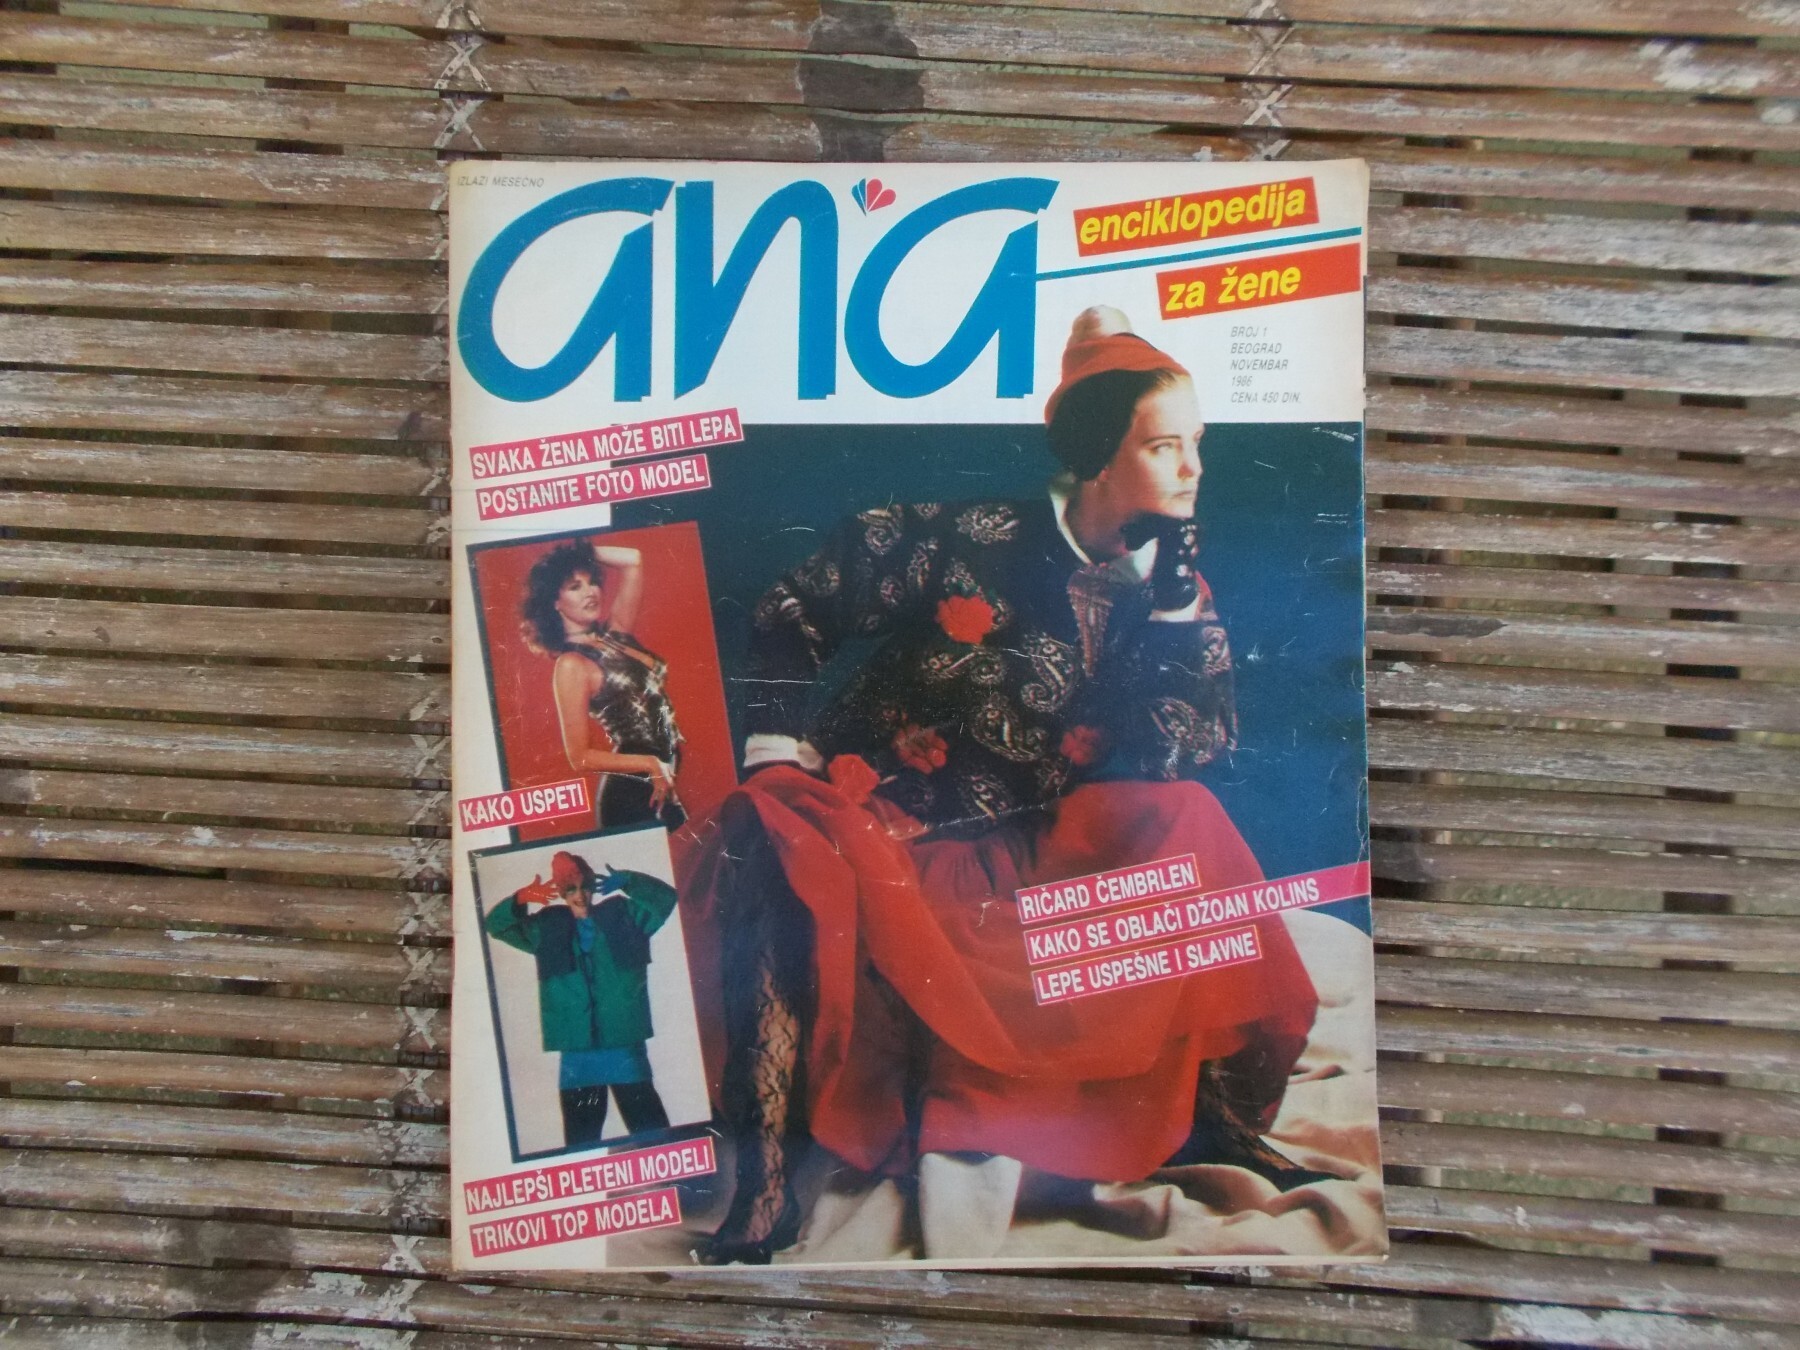 IZLAZI MESEČNO
ana
enciklopedija
za žene
BROJ 1
BEOGRAD
NOVEMBAR
1986
CENA 450 DIN.
SVAKA ŽENA MOŽE BITI LEPA
POSTANITE FOTO MODEL
KAKO USPETI
RIČARD ČEMBRLEN
KAKO SE OBLAČI DŽOAN KOLINS
LEPE USPEŠNE I SLAVNE
NAJLEPŠI PLETENI MODELI
TRIKOVI TOP MODELA